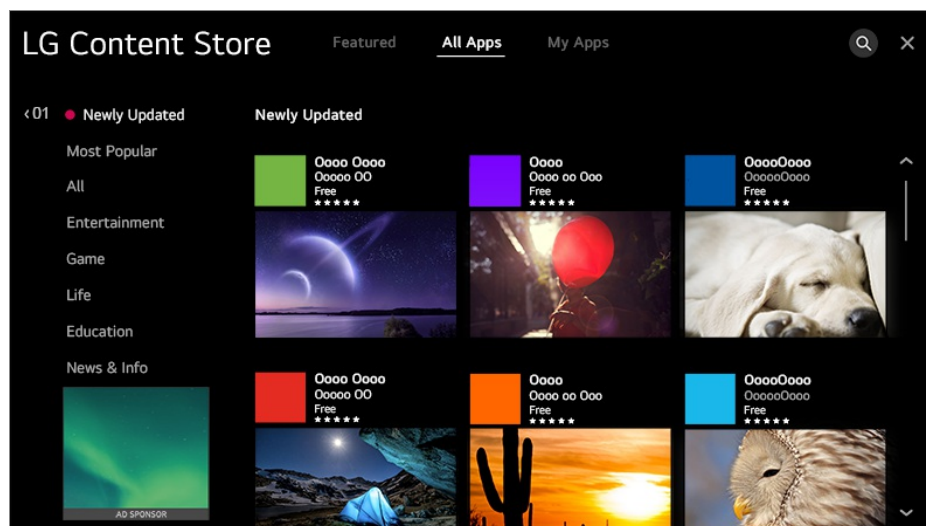 LG Content Store
Featured
All Apps
My Apps
‹01
Newly Updated
Most Popular
All
Entertainment
Game
Life
Education
News & Info
AD SPONSOR
Newly Updated
Oooo Oooo
Ooooo OO
Free
★★★★★
Oooo
Oooo oo Ooo
Free
★★★★★
OoooOooo
OooooOooo
Free
★★★★★
Oooo Oooo
Ooooo OO
Free
★★★★★
Oooo
Oooo oo Ooo
Free
★★★★★
OoooOooo
OooooOooo
Free
★★★★★